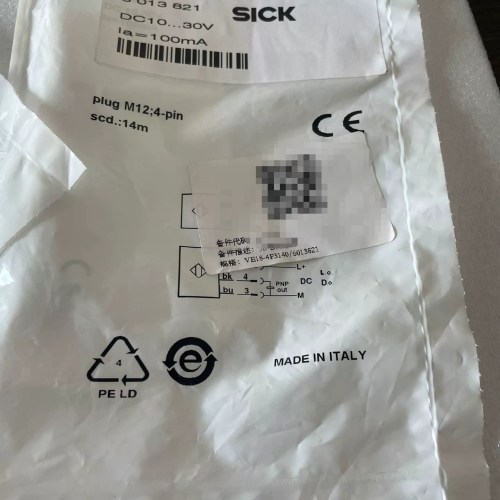 6 013 821
SICK
DC10...30V
Ia=100mA
plug M12;4-pin
scd.:14m
CE
备件代码
备件描述:
规格: VE18-4P3140/6013821
L+
bk 4
PNP
out
DC
L.o
D.o
bu 3
M
4
PE LD
e
MADE IN ITALY